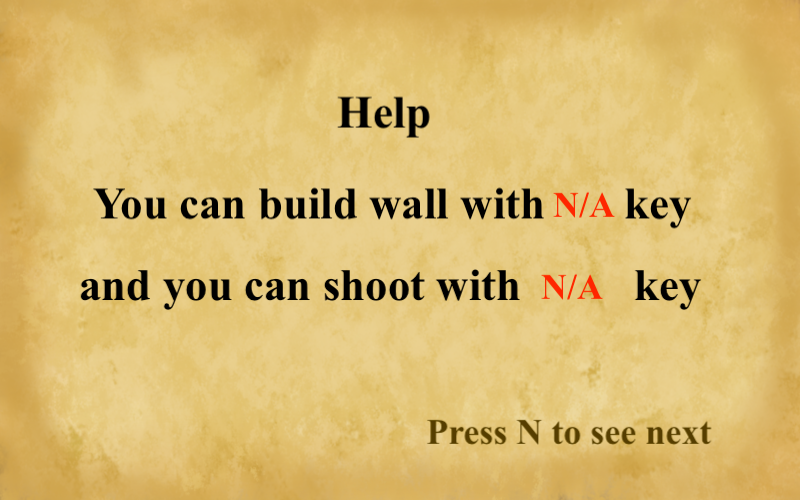 Help
You can build wall with N/A key
and you can shoot with N/A key
Press N to see next